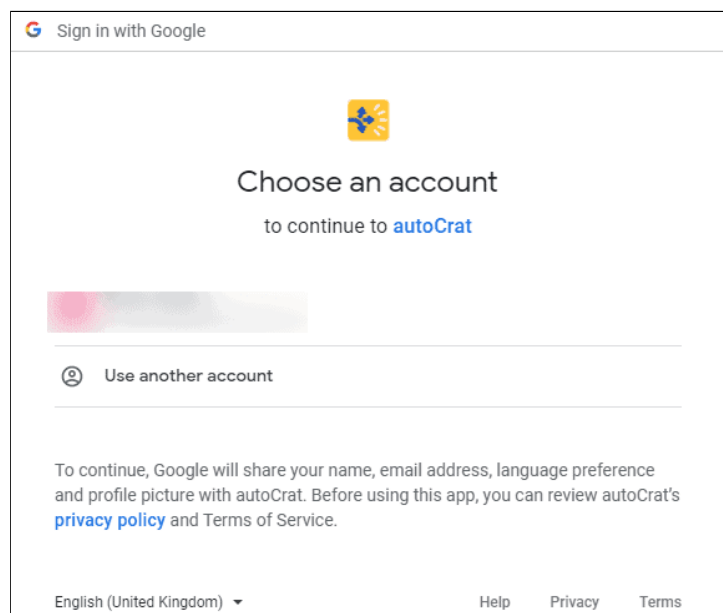 Sign in with Google
Choose an account
to continue to autoCrat
Use another account
To continue, Google will share your name, email address, language preference
and profile picture with autoCrat. Before using this app, you can review autoCrat's
privacy policy and Terms of Service.
English (United Kingdom) Help Privacy Terms